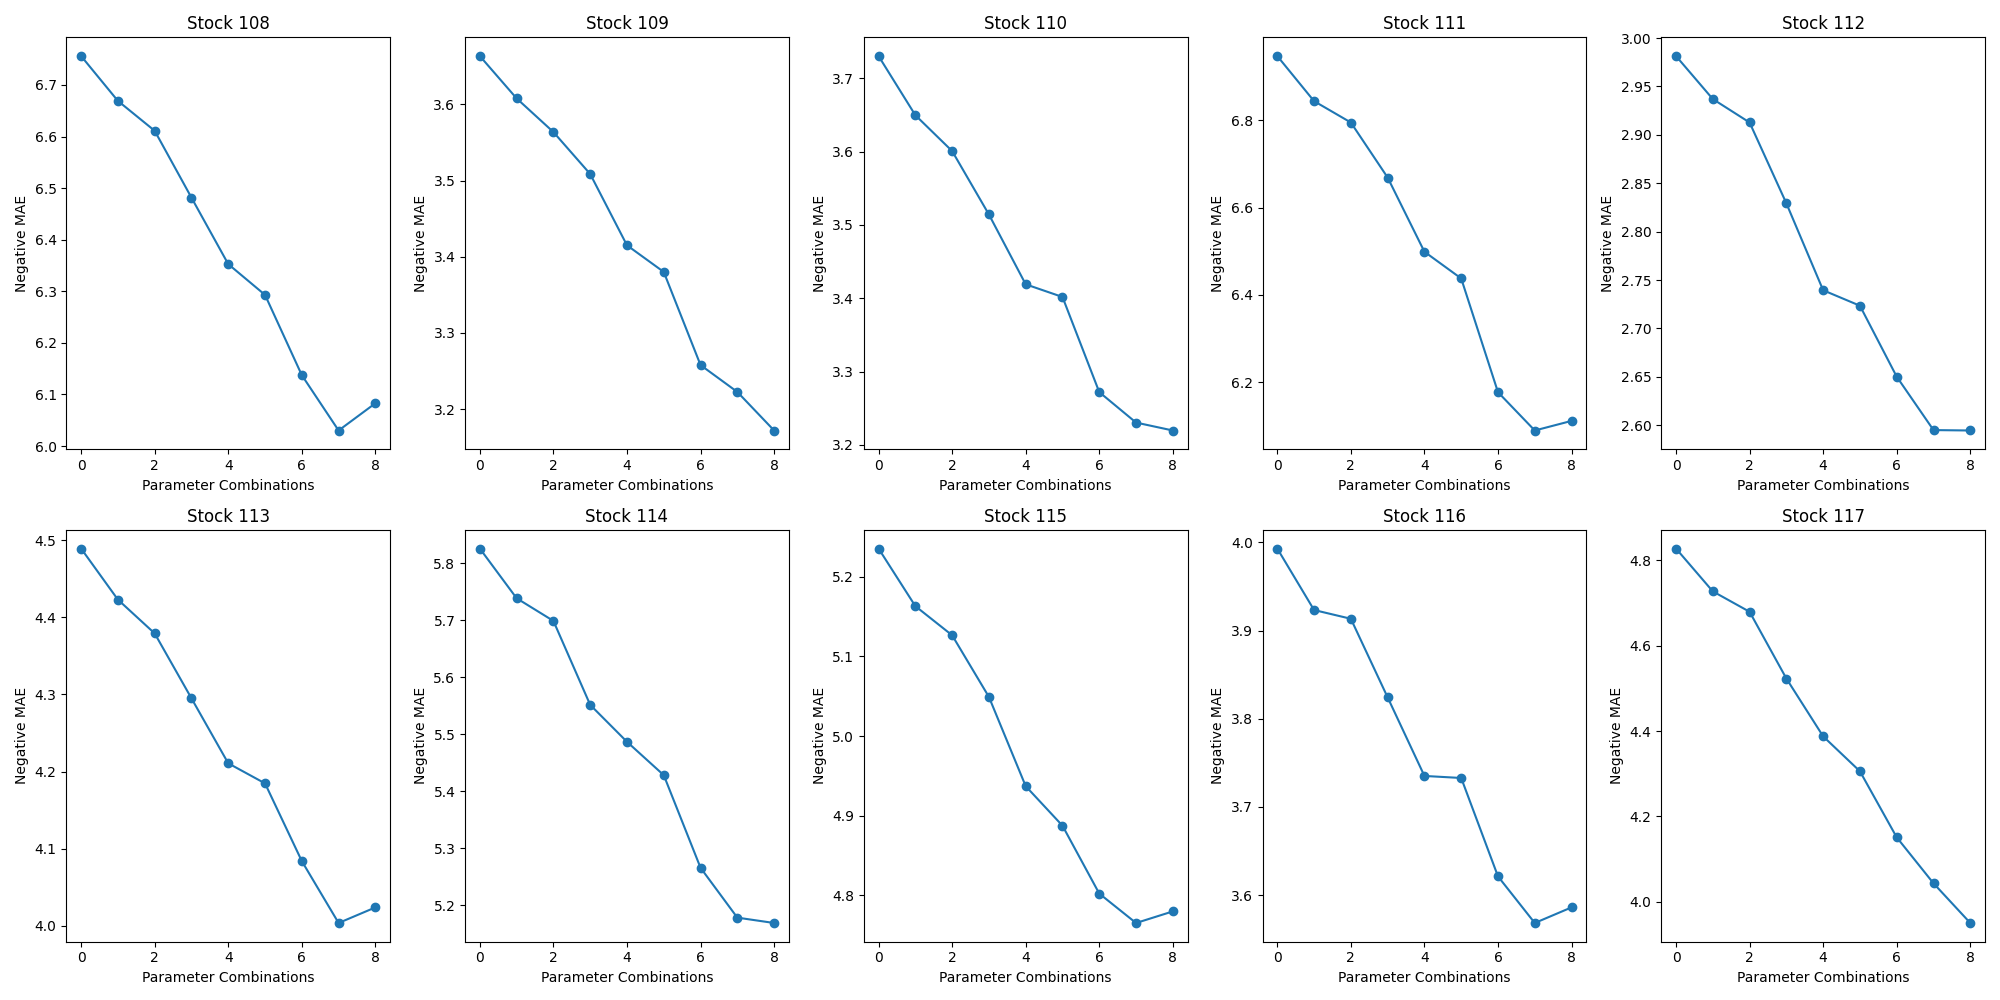 Stock 108
Negative MAE
6.7
6.6
6.5
6.4
6.3
6.2
6.1
6.0
0 2 4 6 8
Parameter Combinations
Stock 109
Negative MAE
3.6
3.5
3.4
3.3
3.2
0 2 4 6 8
Parameter Combinations
Stock 110
Negative MAE
3.7
3.6
3.5
3.4
3.3
3.2
0 2 4 6 8
Parameter Combinations
Stock 111
Negative MAE
6.8
6.6
6.4
6.2
0 2 4 6 8
Parameter Combinations
Stock 112
Negative MAE
3.00
2.95
2.90
2.85
2.80
2.75
2.70
2.65
2.60
0 2 4 6 8
Parameter Combinations
Stock 113
Negative MAE
4.5
4.4
4.3
4.2
4.1
4.0
0 2 4 6 8
Parameter Combinations
Stock 114
Negative MAE
5.8
5.7
5.6
5.5
5.4
5.3
5.2
0 2 4 6 8
Parameter Combinations
Stock 115
Negative MAE
5.2
5.1
5.0
4.9
4.8
0 2 4 6 8
Parameter Combinations
Stock 116
Negative MAE
4.0
3.9
3.8
3.7
3.6
0 2 4 6 8
Parameter Combinations
Stock 117
Negative MAE
4.8
4.6
4.4
4.2
4.0
0 2 4 6 8
Parameter Combinations